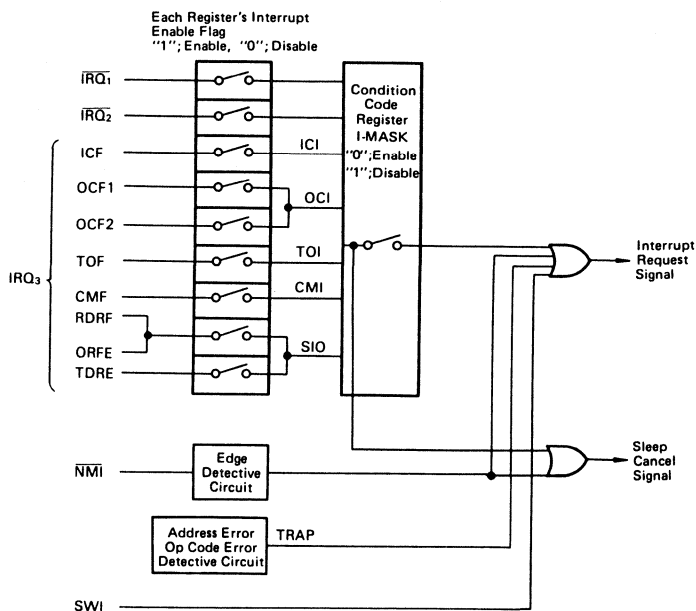 Each Register's Interrupt
Enable Flag
"1"; Enable, "0"; Disable
IRQ1
IRQ2
ICF
ICI
OCF1
OCI
OCF2
TOF
TOI
IRQ3
CMF
CMI
RDRF
ORFE
SIO
TDRE
Condition
Code
Register
I-MASK
"0";Enable
"1";Disable
Interrupt
Request
Signal
NMI
Edge
Detective
Circuit
Sleep
Cancel
Signal
Address Error
Op Code Error
Detective Circuit
TRAP
SWI